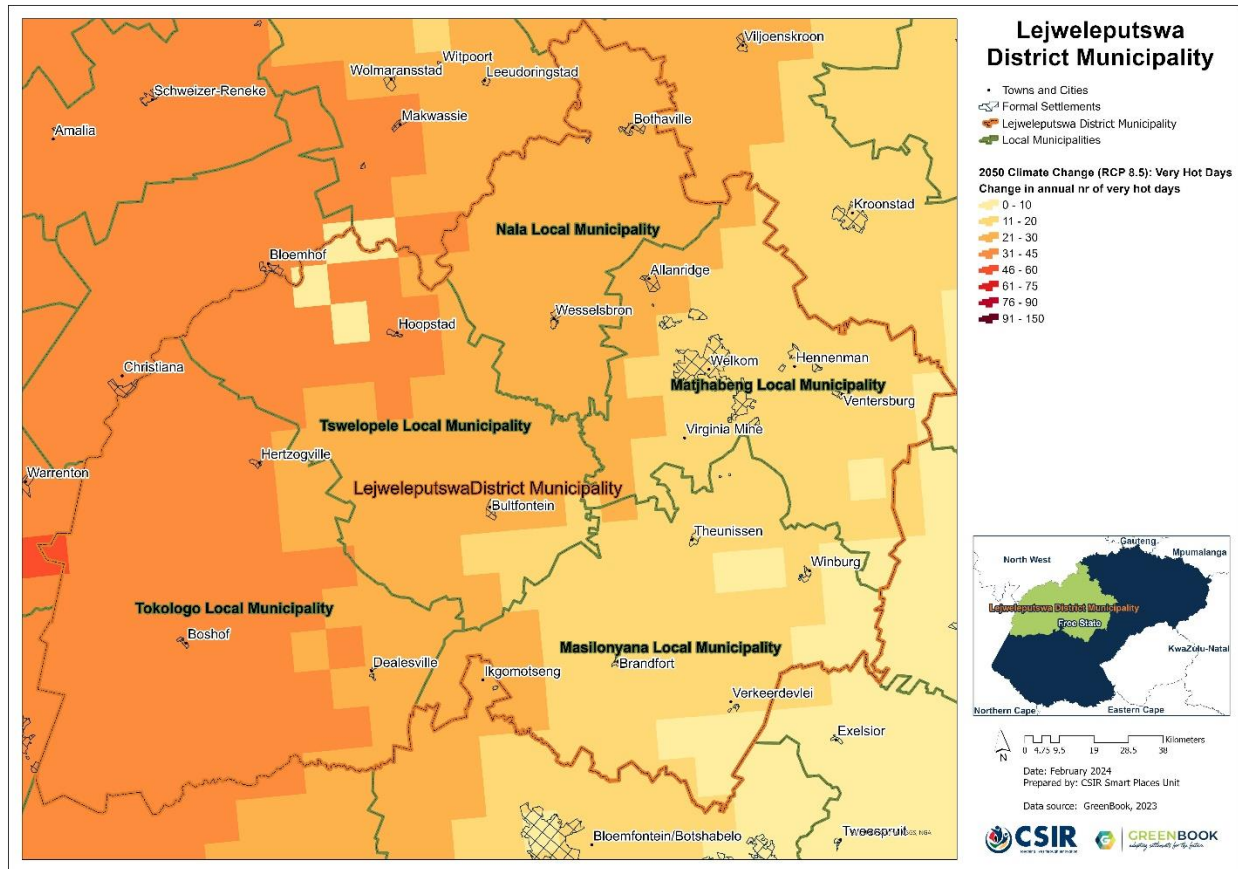 Lejweleputswa
District Municipality
Towns and Cities
Formal Settlements
Lejweleputswa District Municipality
Local Municipalities
2050 Climate Change (RCP 8.5): Very Hot Days
Change in annual nr of very hot days
0 - 10
11 - 20
21 - 30
31 - 45
46 - 60
61 - 75
76 - 90
91 - 150
Viljoenskroon
Witpoort
Wolmaransstad
Leeudoringstad
Schweizer-Reneke
Makwassie
Bothaville
Amalia
Kroonstad
Nala Local Municipality
Bloemhof
Allanridge
Wesselsbron
Hoopstad
Christiana
Welkom
Hennenman
Matjhabeng Local Municipality
Ventersburg
Tswelopele Local Municipality
Virginia Mine
Hertzogville
Warrenton
LejweleputswaDistrict Municipality
Bultfontein
Theunissen
Winburg
Tokologo Local Municipality
Boshof
Masilonyana Local Municipality
Brandfort
Dealesville
Ikgomotseng
Verkeerdevlei
Exelsior
Bloemfontein/Botshabelo
Tweespruit
Gauteng
North West
Mpumalanga
Lejweleputswa District Municipality
Free State
KwaZulu-Natal
Northern Cape
Eastern Cape
Kilometers
0 4.75 9.5 19 28.5 38
N
Date: February 2024
Prepared by: CSIR Smart Places Unit
Data source: GreenBook, 2023
CSIR
GREENBOOK
adapting settlements for the future